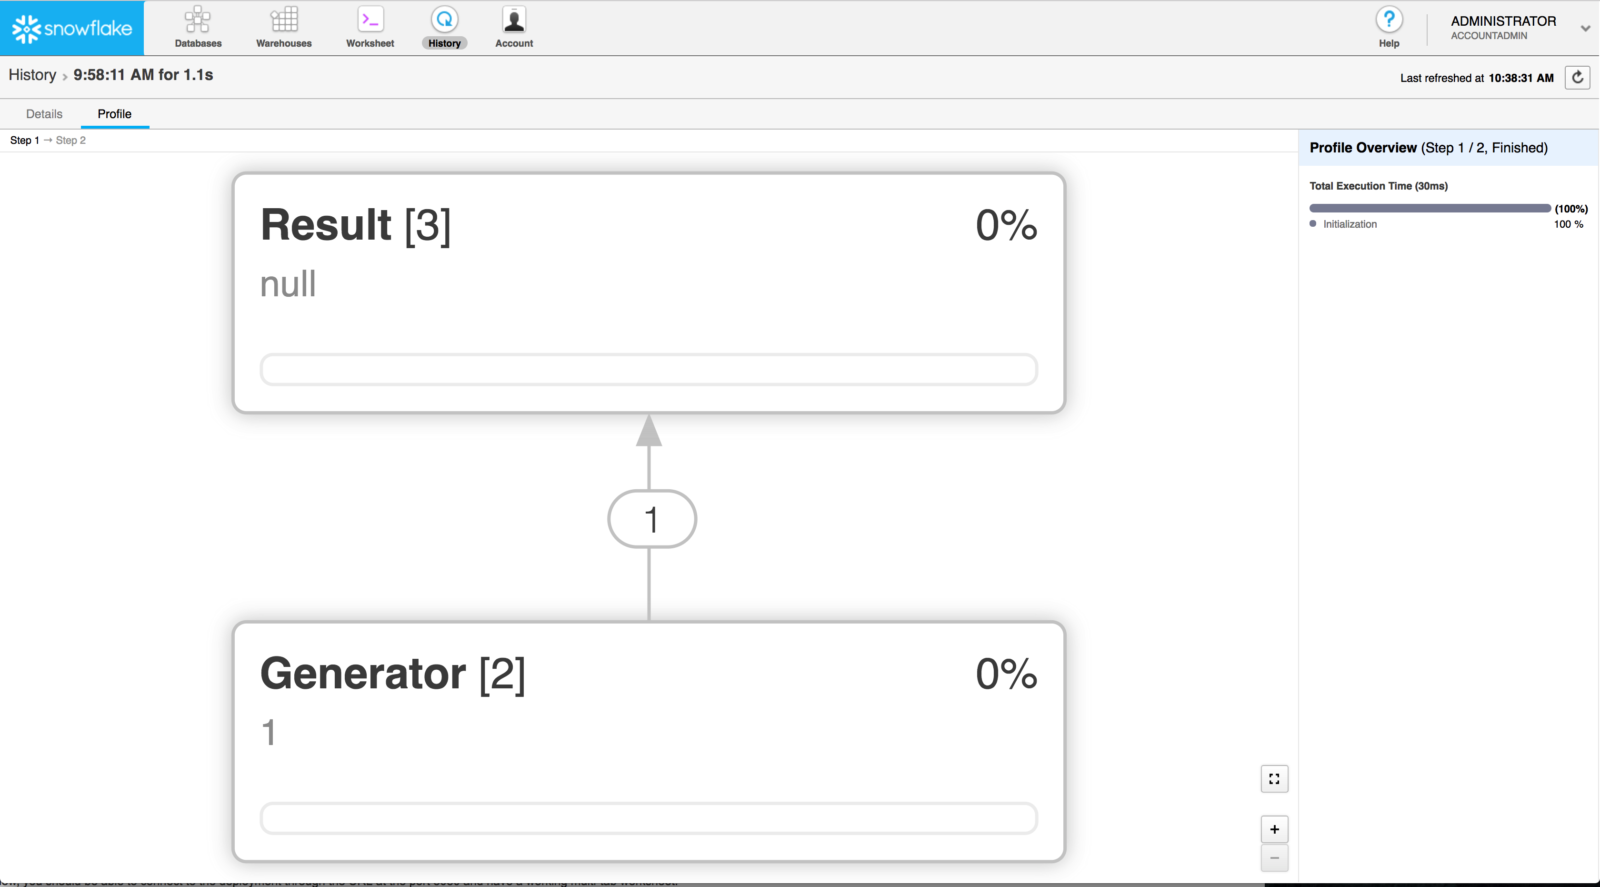 snowflake
Databases
Warehouses
>_
Worksheet
History
Account
?
Help
ADMINISTRATOR
ACCOUNTADMIN
History › 9:58:11 AM for 1.1s
Last refreshed at 10:38:31 AM
Details
Profile
Step 1 → Step 2
Profile Overview (Step 1 / 2, Finished)
Total Execution Time (30ms)
(100%)
Initialization 100 %
Result [3] 0%
null
1
Generator [2] 0%
1
+
−